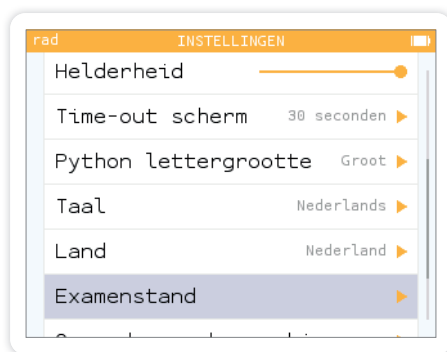 rad INSTELLINGEN
Helderheid
Time-out scherm 30 seconden
Python lettergrootte Groot
Taal Nederlands
Land Nederland
Examenstand